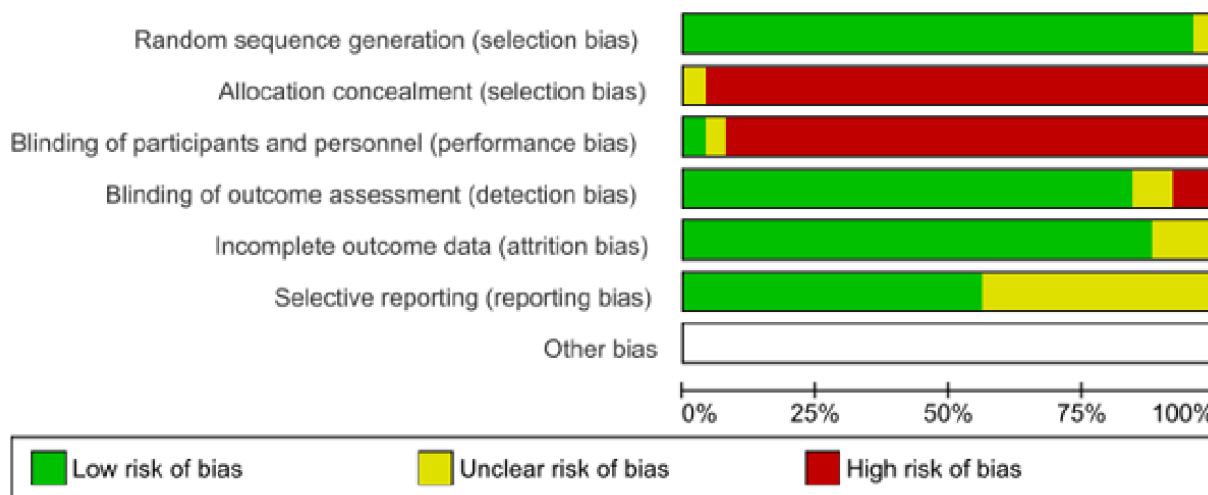 Random sequence generation (selection bias)
Allocation concealment (selection bias)
Blinding of participants and personnel (performance bias)
Blinding of outcome assessment (detection bias)
Incomplete outcome data (attrition bias)
Selective reporting (reporting bias)
Other bias
0% 25% 50% 75% 100%
Low risk of bias Unclear risk of bias High risk of bias